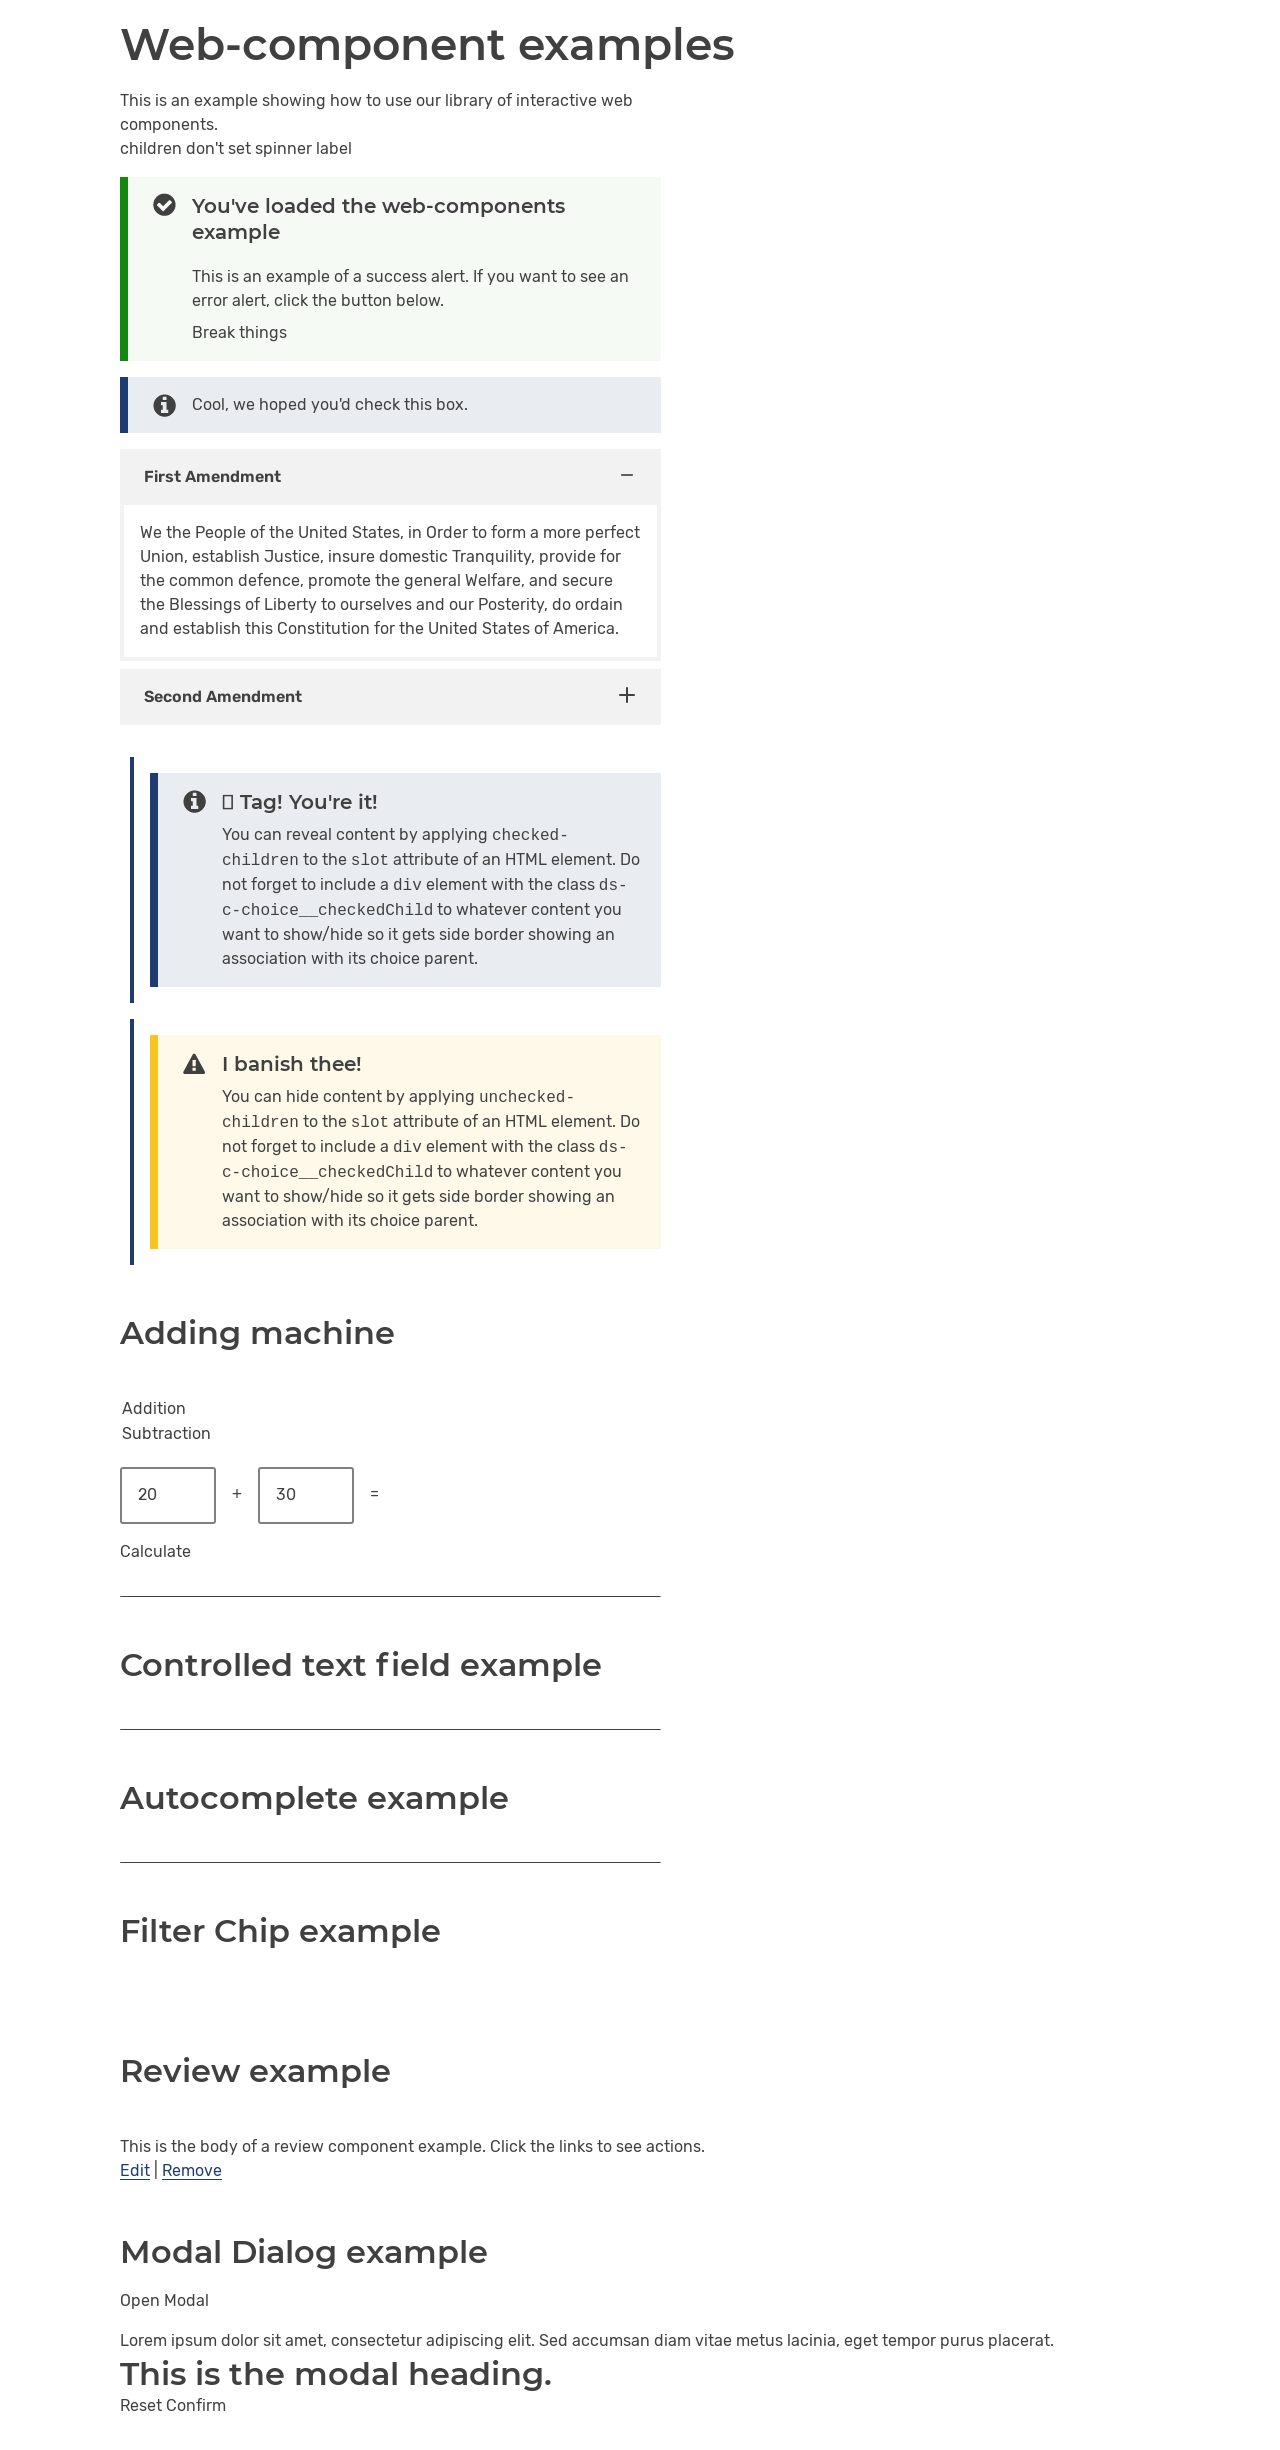 Web-component examples
This is an example showing how to use our library of interactive web
components.
children don't set spinner label
You've loaded the web-components
example
This is an example of a success alert. If you want to see an
error alert, click the button below.
Break things
Cool, we hoped you'd check this box.
First Amendment
We the People of the United States, in Order to form a more perfect
Union, establish Justice, insure domestic Tranquility, provide for
the common defence, promote the general Welfare, and secure
the Blessings of Liberty to ourselves and our Posterity, do ordain
and establish this Constitution for the United States of America.
Second Amendment
Tag! You're it!
You can reveal content by applying checked-
children to the slot attribute of an HTML element. Do
not forget to include a div element with the class ds-
c-choice__checkedChild to whatever content you
want to show/hide so it gets side border showing an
association with its choice parent.
I banish thee!
You can hide content by applying unchecked-
children to the slot attribute of an HTML element. Do
not forget to include a div element with the class ds-
c-choice__checkedChild to whatever content you
want to show/hide so it gets side border showing an
association with its choice parent.
Adding machine
Addition
Subtraction
20 + 30 =
Calculate
Controlled text field example
Autocomplete example
Filter Chip example
Review example
This is the body of a review component example. Click the links to see actions.
Edit | Remove
Modal Dialog example
Open Modal
Lorem ipsum dolor sit amet, consectetur adipiscing elit. Sed accumsan diam vitae metus lacinia, eget tempor purus placerat.
This is the modal heading.
Reset Confirm